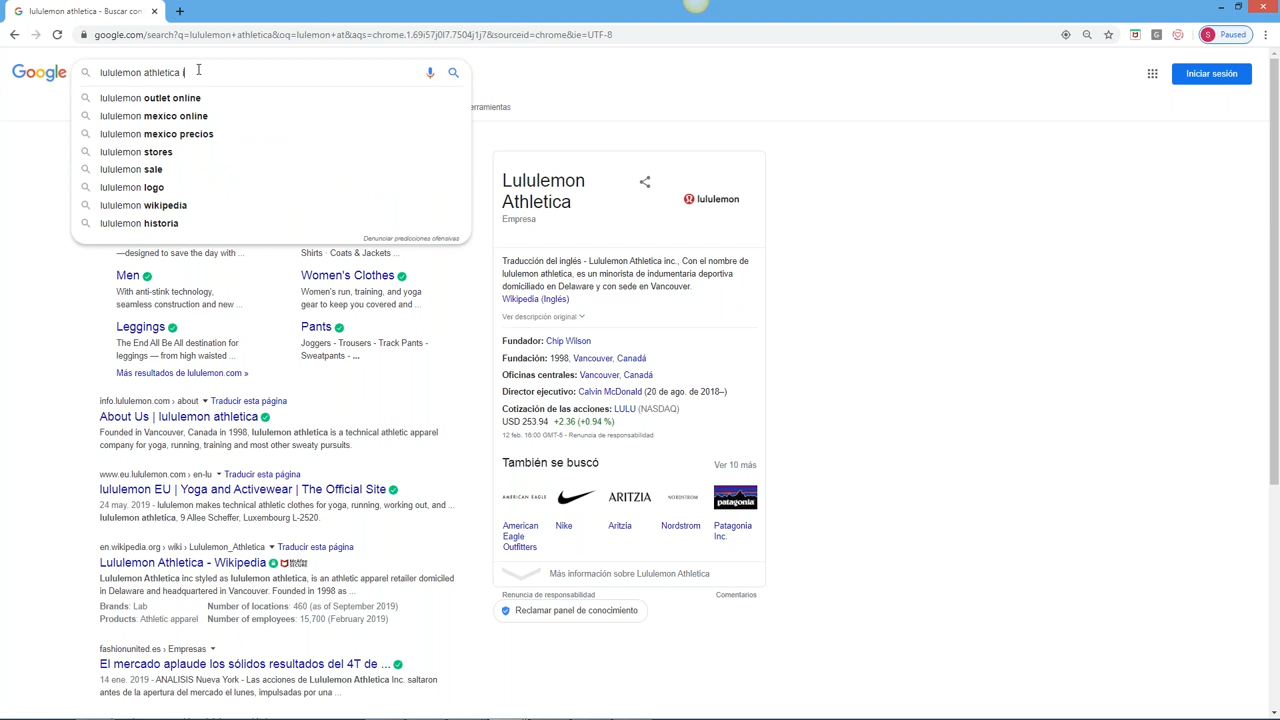 lululemon athletica - Buscar con
google.com/search?q=lululemon+athletica&oq=lulemon+at&aqs=chrome.1.69i57j0l7.7504j1j7&sourceid=chrome&ie=UTF-8
S Paused
Google
lululemon athletica i
Iniciar sesión
lululemon outlet online
lululemon mexico online
lululemon mexico precios
lululemon stores
lululemon sale
lululemon logo
lululemon wikipedia
lululemon historia
Denunciar predicciones ofensivas
erramientas
—designed to save the day with ...
Shirts · Coats & Jackets ...
Men
With anti-stink technology,
seamless construction and new ...
Women's Clothes
Women's run, training, and yoga
gear to keep you covered and ...
Leggings
The End All Be All destination for
leggings — from high waisted ...
Pants
Joggers - Trousers - Track Pants -
Sweatpants - ...
Más resultados de lululemon.com »
info.lululemon.com › about Traducir esta página
About Us | lululemon athletica
Founded in Vancouver, Canada in 1998, lululemon athletica is a technical athletic apparel
company for yoga, running, training and most other sweaty pursuits.
www.eu.lululemon.com › en-lu Traducir esta página
lululemon EU | Yoga and Activewear | The Official Site
24 may. 2019 - lululemon makes technical athletic clothes for yoga, running, working out, and ...
lululemon athletica, 9 Allee Scheffer, Luxembourg L-2520.
en.wikipedia.org › wiki › Lululemon_Athletica Traducir esta página
Lululemon Athletica - Wikipedia
Lululemon Athletica inc styled as lululemon athletica, is an athletic apparel retailer domiciled
in Delaware and headquartered in Vancouver. Founded in 1998 as ...
Brands: Lab Number of locations: 460 (as of September 2019)
Products: Athletic apparel Number of employees: 15,700 (February 2019)
fashionunited.es › Empresas
El mercado aplaude los sólidos resultados del 4T de ...
14 ene. 2019 - ANALISIS Nueva York - Las acciones de Lululemon Athletica Inc. saltaron
antes de la apertura del mercado el lunes, impulsadas por una ...
Lululemon
Athletica
Empresa
lululemon
Traducción del inglés - Lululemon Athletica inc., Con el nombre de
lululemon athletica, es un minorista de indumentaria deportiva
domiciliado en Delaware y con sede en Vancouver.
Wikipedia (Inglés)
Ver descripción original
Fundador: Chip Wilson
Fundación: 1998, Vancouver, Canadá
Oficinas centrales: Vancouver, Canadá
Director ejecutivo: Calvin McDonald (20 de ago. de 2018–)
Cotización de las acciones: LULU (NASDAQ)
USD 253.94 +2.36 (+0.94 %)
12 feb. 16:00 GMT-5 - Renuncia de responsabilidad
También se buscó
Ver 10 más
AMERICAN EAGLE
ARITZIA
NORDSTROM
patagonia
American
Eagle
Outfitters
Nike
Aritzia
Nordstrom
Patagonia
Inc.
Más información sobre Lululemon Athletica
Renuncia de responsabilidad
Comentarios
Reclamar panel de conocimiento